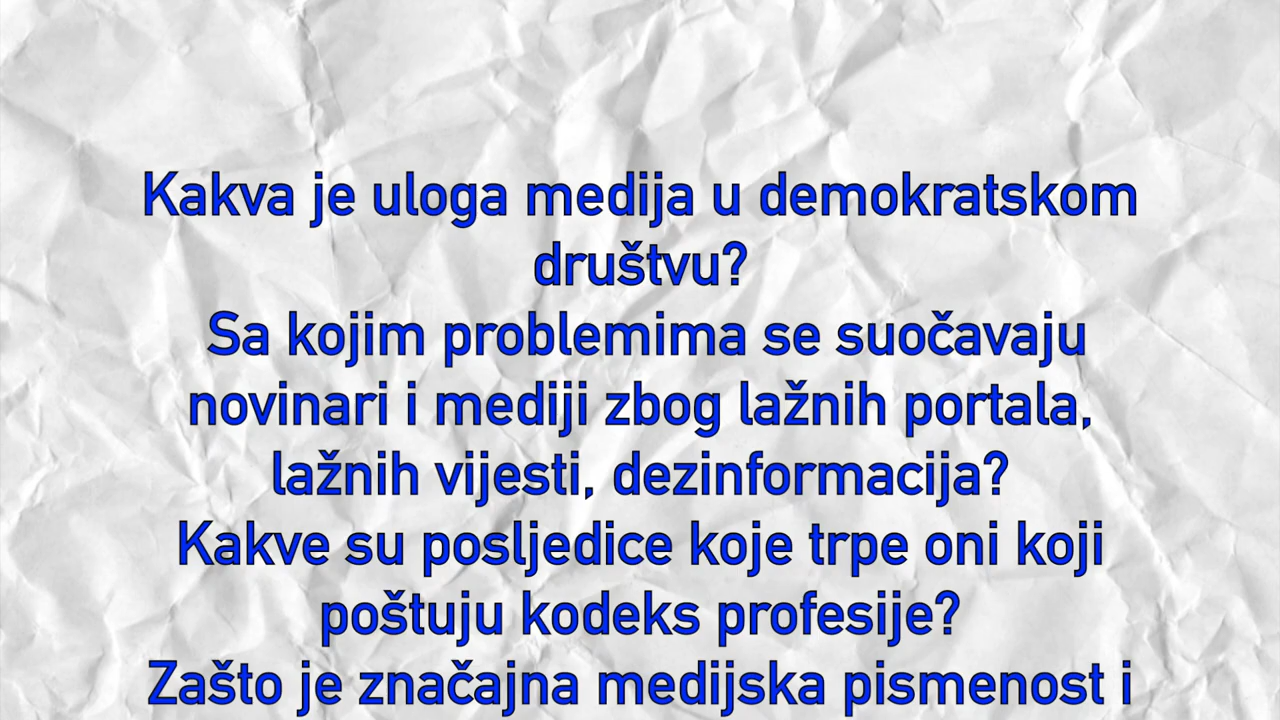 Kakva je uloga medija u demokratskom
društvu?
Sa kojim problemima se suočavaju
novinari i mediji zbog lažnih portala,
lažnih vijesti, dezinformacija?
Kakve su posljedice koje trpe oni koji
poštuju kodeks profesije?
Zašto je značajna medijska pismenost i